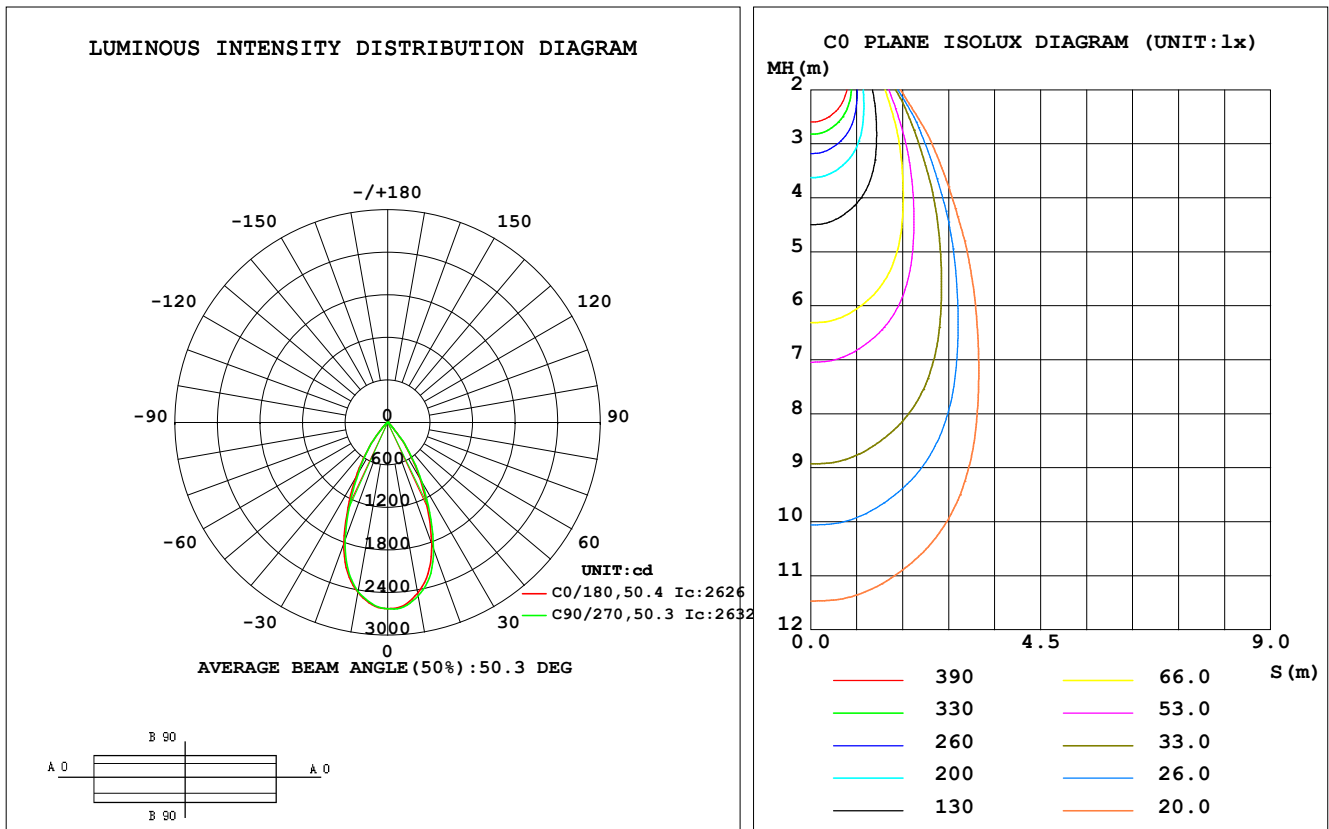 LUMINOUS INTENSITY DISTRIBUTION DIAGRAM
-/+180
-150 150
-120 120
-90 0 90
600
1200
-60 1800 60
UNIT:cd
2400
C0/180,50.4 Ic:2626
C90/270,50.3 Ic:2632
-30 3000 30
0
AVERAGE BEAM ANGLE(50%):50.3 DEG
B 90
A 0 A 0
B 90
C0 PLANE ISOLUX DIAGRAM (UNIT:lx)
MH(m)
2
3
4
5
6
7
8
9
10
11
12
0.0 4.5 9.0
S(m)
390 66.0
330 53.0
260 33.0
200 26.0
130 20.0